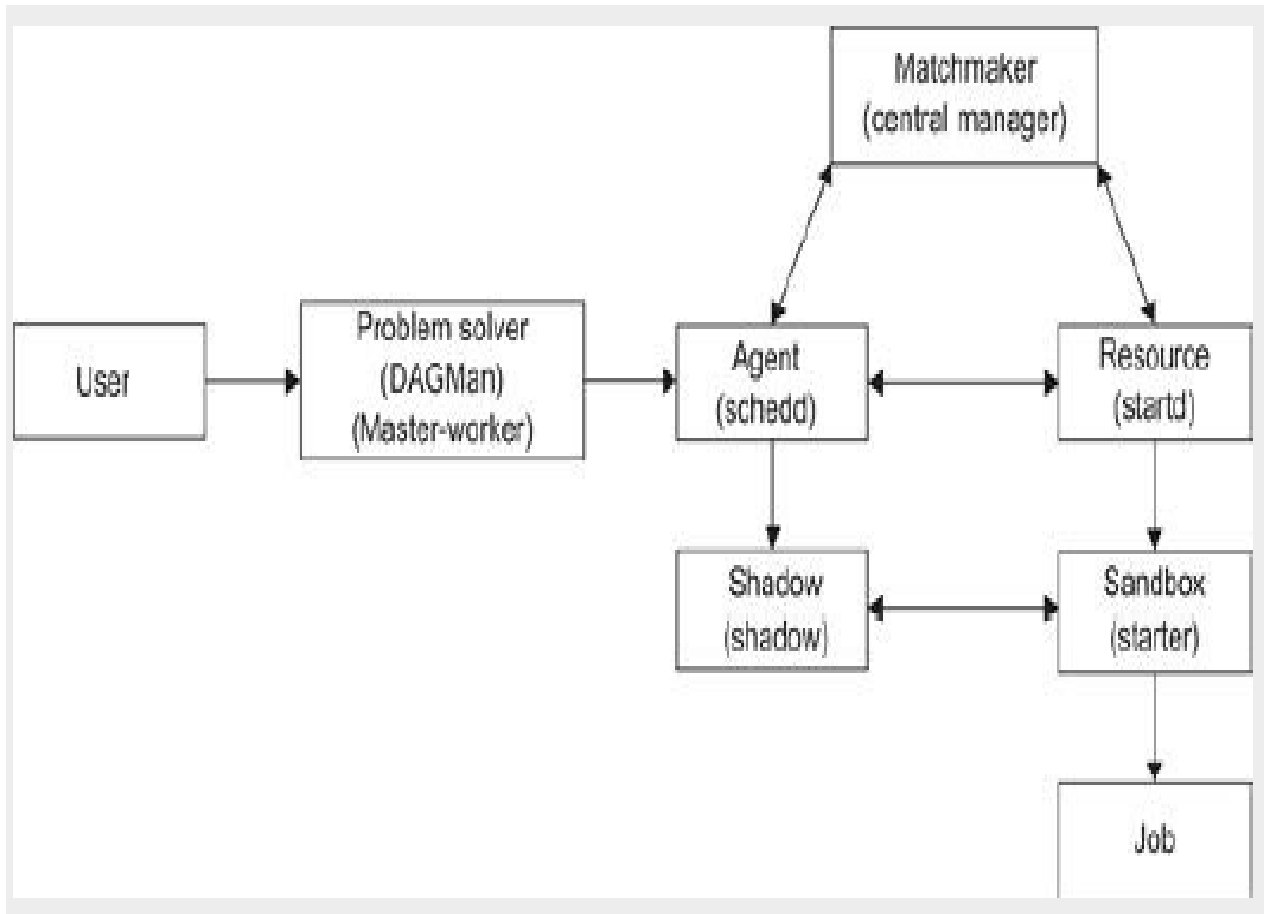 Matchmaker
(central manager)
User
Problem solver
(DAGMan)
(Master-worker)
Agent
(schedd)
Resource
(startd)
Shadow
(shadow)
Sandbox
(starter)
Job